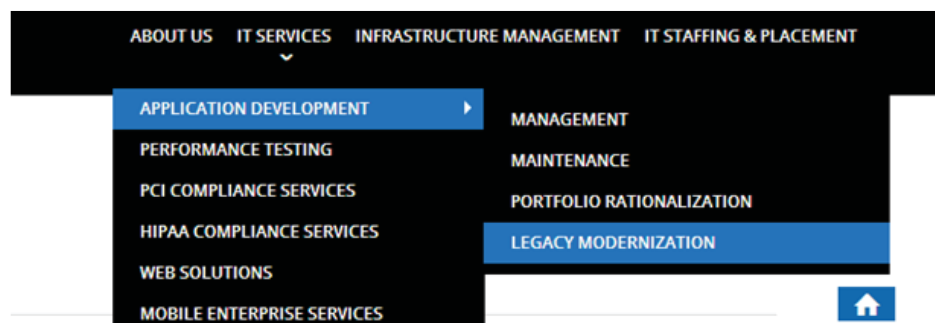 ABOUT US IT SERVICES INFRASTRUCTURE MANAGEMENT IT STAFFING & PLACEMENT
APPLICATION DEVELOPMENT
PERFORMANCE TESTING
PCI COMPLIANCE SERVICES
HIPAA COMPLIANCE SERVICES
WEB SOLUTIONS
MOBILE ENTERPRISE SERVICES
MANAGEMENT
MAINTENANCE
PORTFOLIO RATIONALIZATION
LEGACY MODERNIZATION